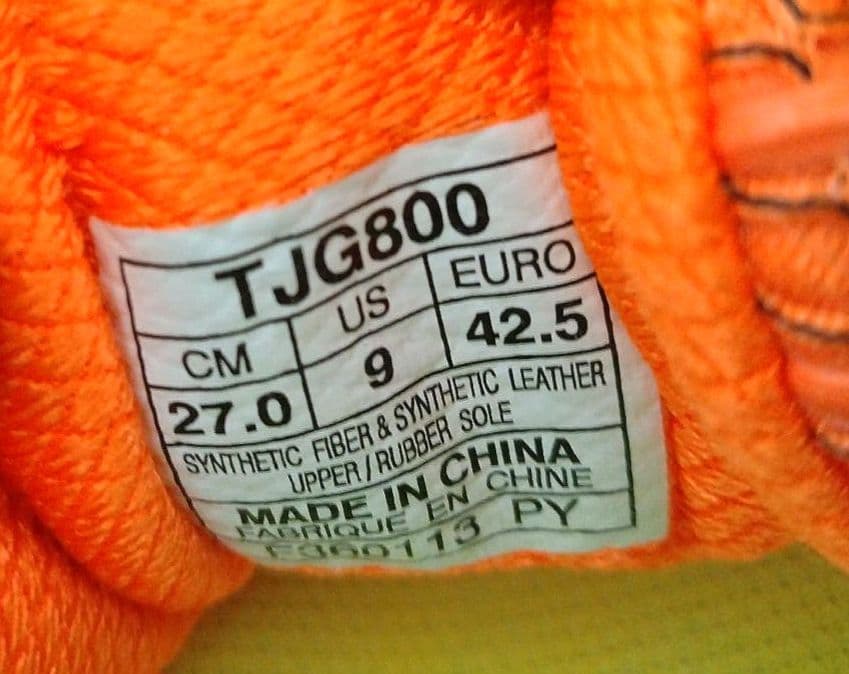 TJG800
CM US EURO
27.0 9 42.5
SYNTHETIC FIBER & SYNTHETIC LEATHER
UPPER / RUBBER SOLE
MADE IN CHINA
FABRIQUE EN CHINE
PY